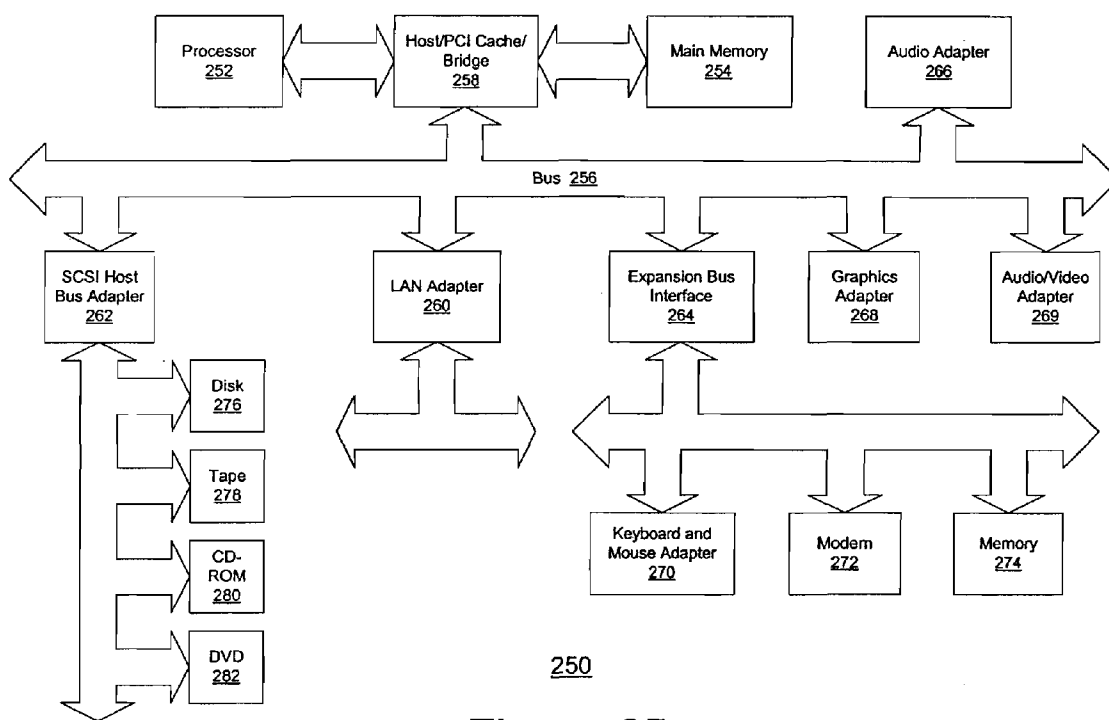 Processor
252
Host/PCI Cache/
Bridge
258
Main Memory
254
Audio Adapter
266
Bus 256
SCSI Host
Bus Adapter
262
LAN Adapter
260
Expansion Bus
Interface
264
Graphics
Adapter
268
Audio/Video
Adapter
269
Disk
276
Tape
278
CD-
ROM
280
DVD
282
Keyboard and
Mouse Adapter
270
Modem
272
Memory
274
250